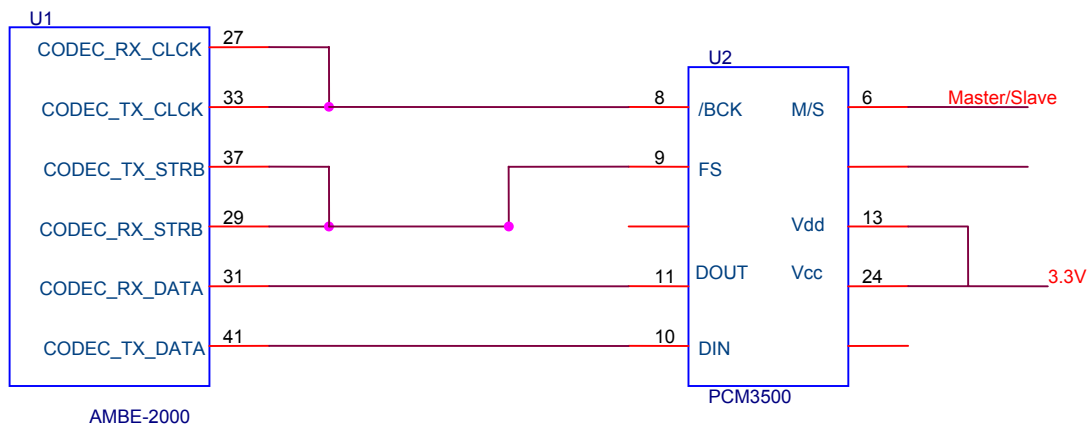 U1
CODEC_RX_CLCK 27
CODEC_TX_CLCK 33
CODEC_TX_STRB 37
CODEC_RX_STRB 29
CODEC_RX_DATA 31
CODEC_TX_DATA 41
AMBE-2000
U2
8 /BCK M/S 6 Master/Slave
9 FS
Vdd 13
11 DOUT Vcc 24 3.3V
10 DIN
PCM3500